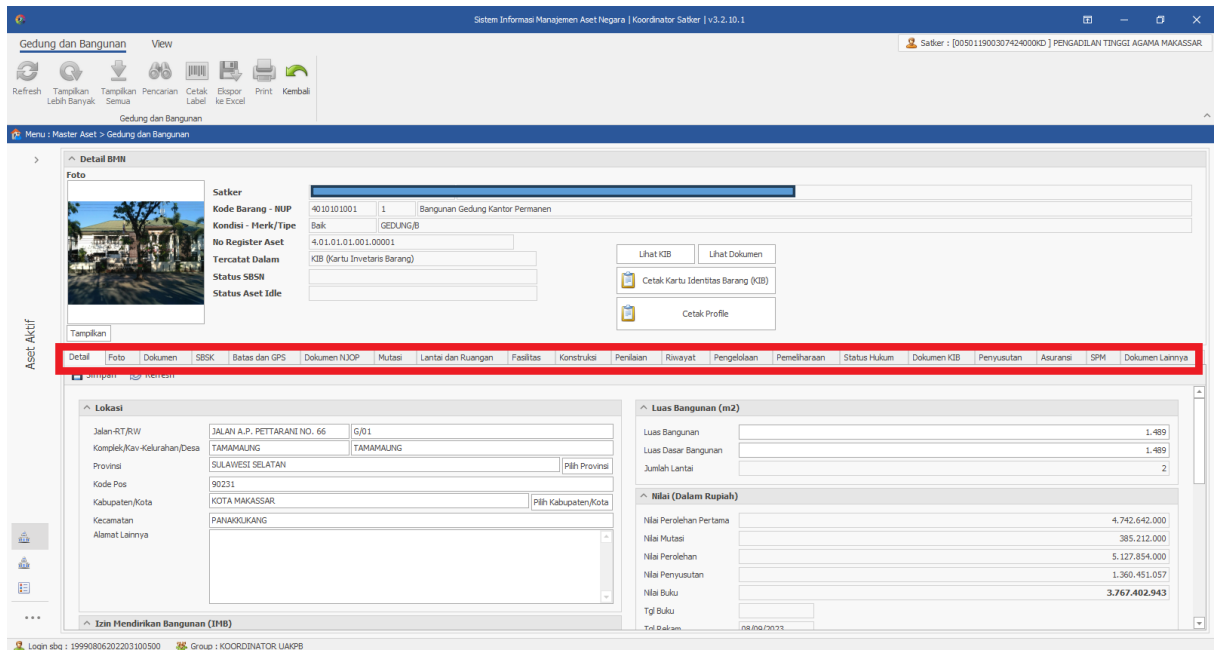 Sistem Informasi Manajemen Aset Negara | Koordinator Satker | v3.2.10.1
Gedung dan Bangunan View
Satker : [005011900307424000KD ] PENGADILAN TINGGI AGAMA MAKASSAR
Refresh Tampilkan Lebih Banyak Tampilkan Semua Pencarian Cetak Label Ekspor ke Excel Print Kembali
Gedung dan Bangunan
Menu : Master Aset > Gedung dan Bangunan
Detail BMN
Foto
Satker
Kode Barang - NUP 4010101001 1 Bangunan Gedung Kantor Permanen
Kondisi - Merk/Tipe Baik GEDUNG/B
No Register Aset 4.01.01.01.001.00001
Tercatat Dalam KIB (Kartu Invetaris Barang)
Status SBSN
Status Aset Idle
Lihat KIB Lihat Dokumen
Cetak Kartu Identitas Barang (KIB)
Cetak Profile
Tampilkan
Aset Aktif
Detail Foto Dokumen SBSK Batas dan GPS Dokumen NJOP Mutasi Lantai dan Ruangan Fasilitas Konstruksi Penilaian Riwayat Pengelolaan Pemeliharaan Status Hukum Dokumen KIB Penyusutan Asuransi SPM Dokumen Lainnya
Simpan Refresh
Lokasi
Jalan-RT/RW JALAN A.P. PETTARANI NO. 66 G/01
Komplek/Kav-Kelurahan/Desa TAMAMAUNG TAMAMAUNG
Provinsi SULAWESI SELATAN Pilih Provinsi
Kode Pos 90231
Kabupaten/Kota KOTA MAKASSAR Pilih Kabupaten/Kota
Kecamatan PANAKKUKANG
Alamat Lainnya
Izin Mendirikan Bangunan (IMB)
Luas Bangunan (m2)
Luas Bangunan 1.489
Luas Dasar Bangunan 1.489
Jumlah Lantai 2
Nilai (Dalam Rupiah)
Nilai Perolehan Pertama 4.742.642.000
Nilai Mutasi 385.212.000
Nilai Perolehan 5.127.854.000
Nilai Penyusutan 1.360.451.057
Nilai Buku 3.767.402.943
Tgl Buku
Tgl Rekam 08/09/2023
Login sbg : 199908062022031005​00 Group : KOORDINATOR UAKPB